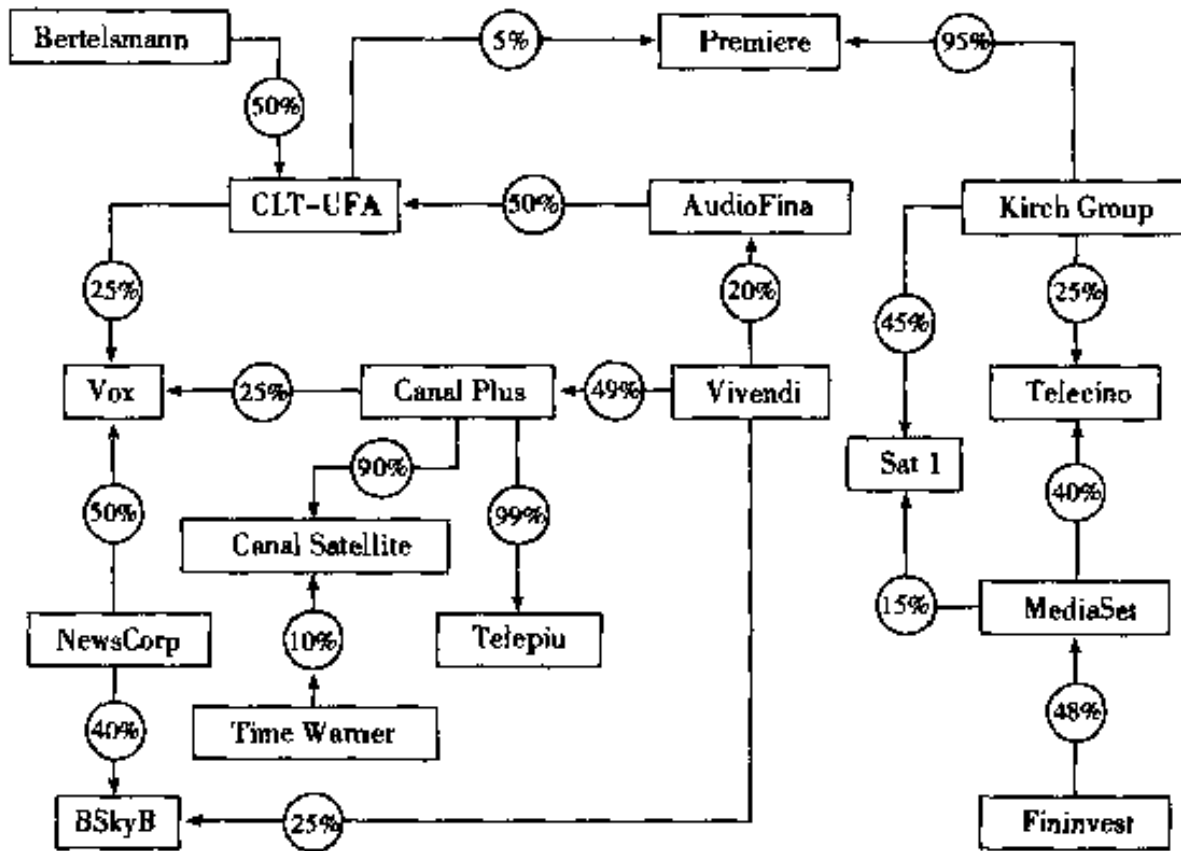 Bertelsmann
5%
Premiere
95%
50%
CLT-UFA
50%
AudioFina
Kirch Group
25%
20%
45%
25%
Vox
25%
Canal Plus
49%
Vivendi
Telecino
90%
Sat 1
50%
99%
40%
Canal Satellite
NewsCorp
10%
Telepiu
15%
MediaSet
40%
Time Warner
48%
BSkyB
25%
Fininvest